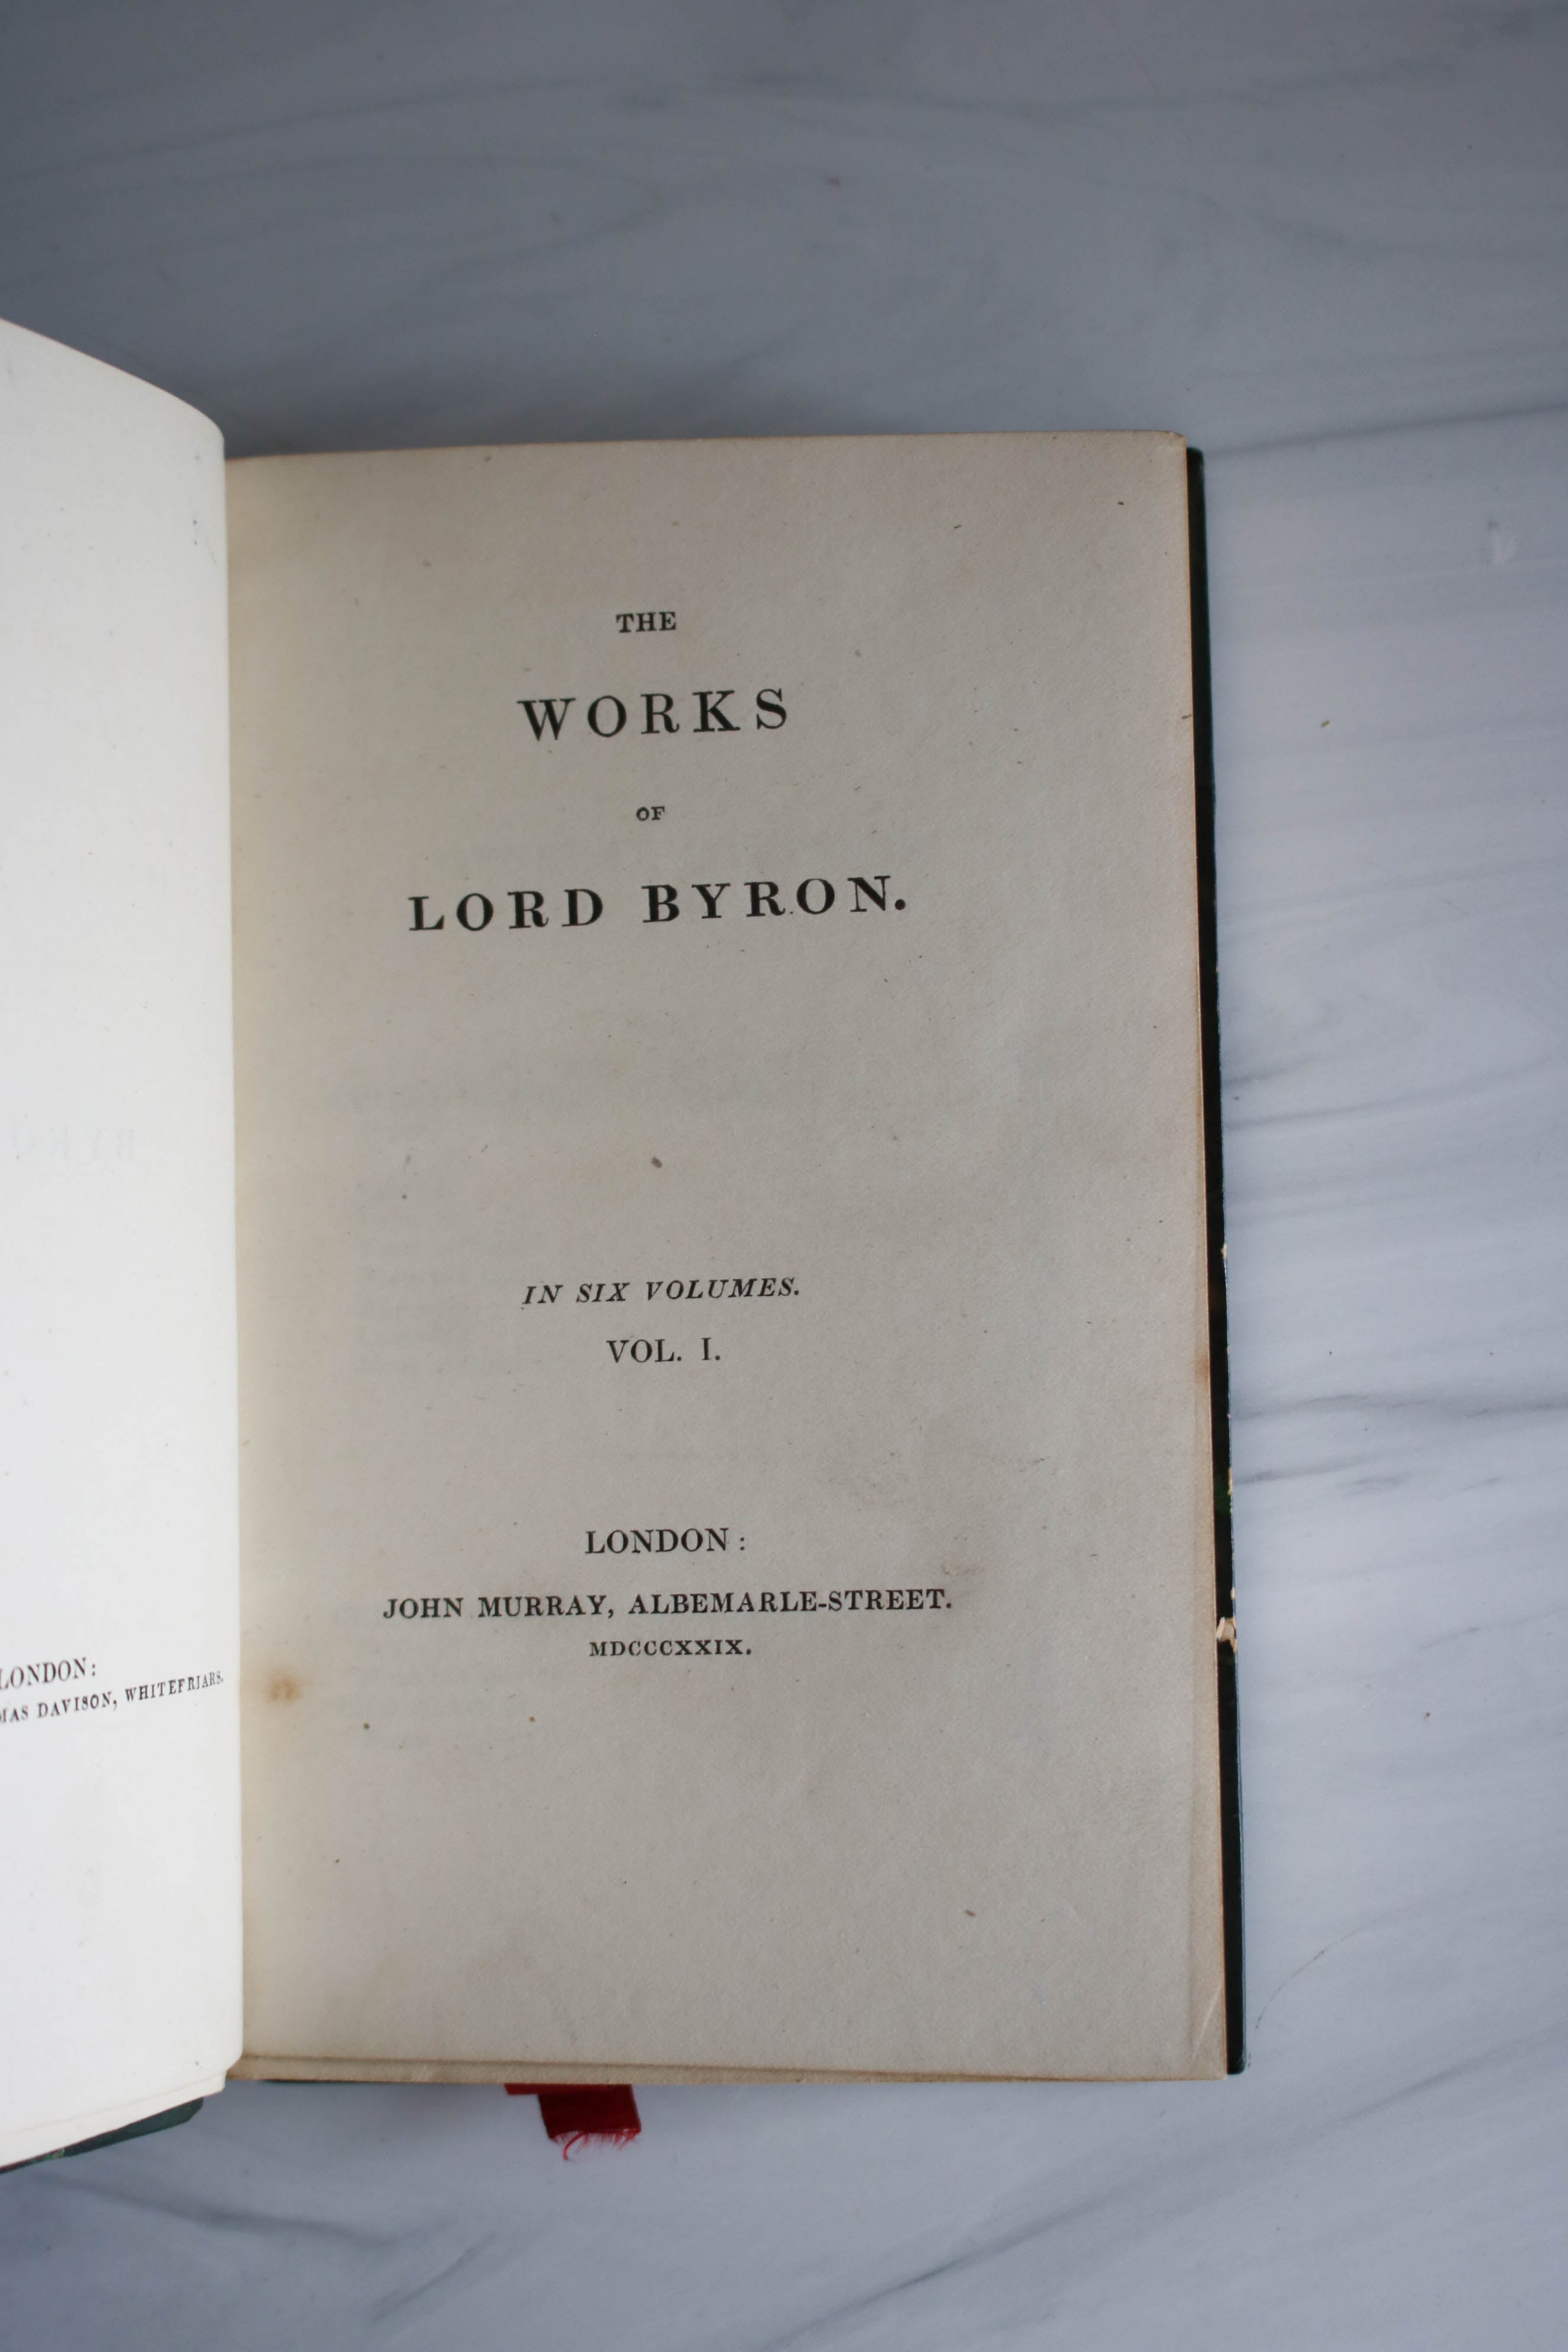 LONDON:
DAVISON, WHITEFRIARS.
THE
WORKS
OF
LORD BYRON.
IN SIX VOLUMES.
VOL. I.
LONDON:
JOHN MURRAY, ALBEMARLE-STREET.
MDCCCXXIX.